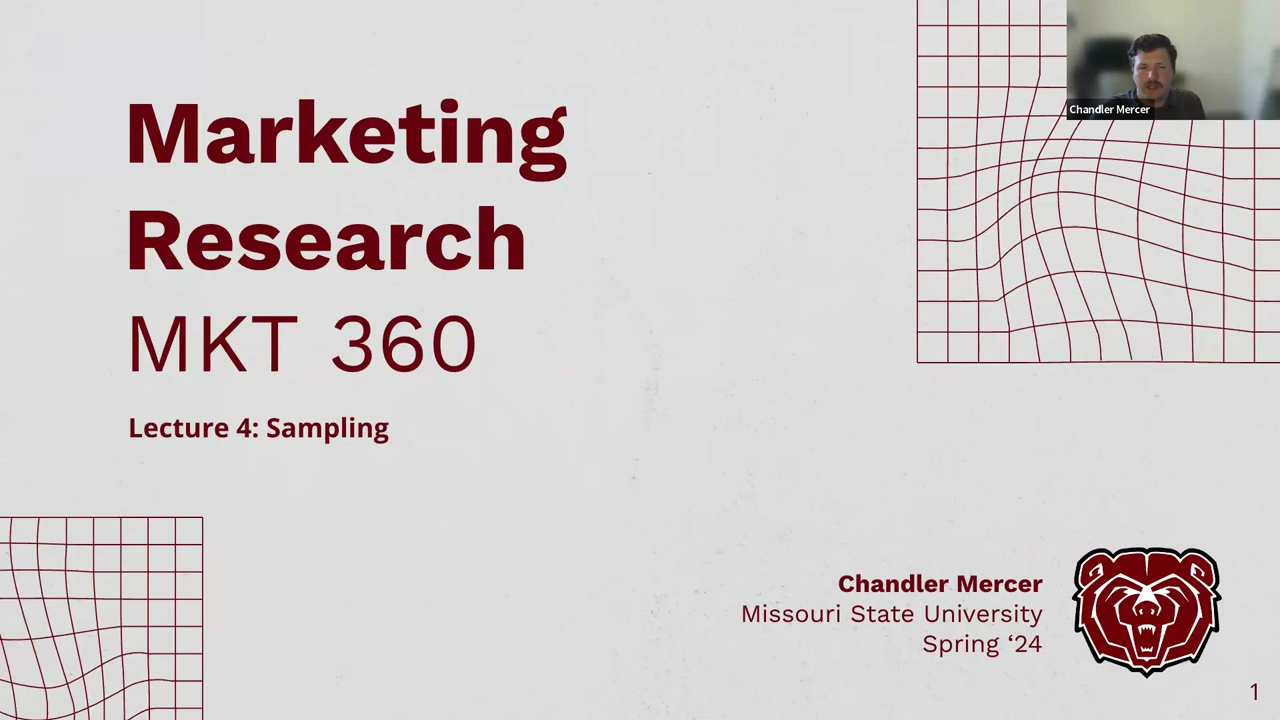 Marketing
Research
MKT 360
Lecture 4: Sampling
Chandler Mercer
Chandler Mercer
Missouri State University
Spring ‘24
1